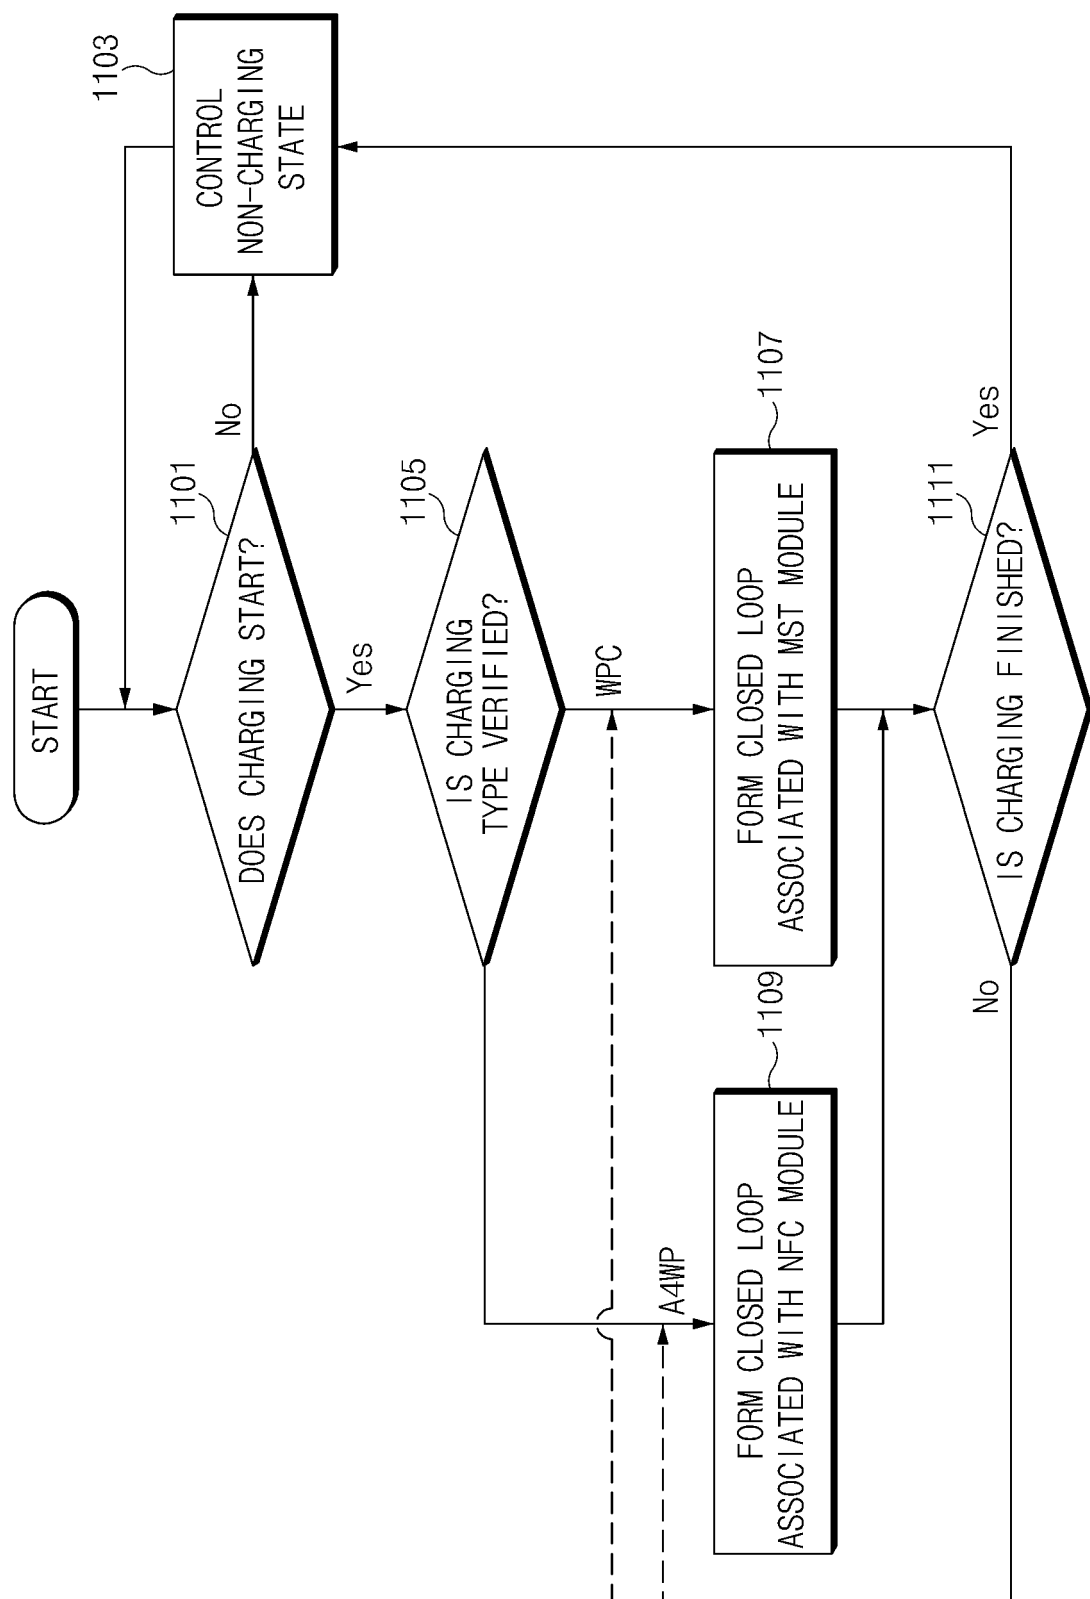 START
1101
DOES CHARGING START?
No
1103
CONTROL
NON-CHARGING
STATE
Yes
1105
IS CHARGING
TYPE VERIFIED?
WPC
A4WP
1107
FORM CLOSED LOOP
ASSOCIATED WITH MST MODULE
1109
FORM CLOSED LOOP
ASSOCIATED WITH NFC MODULE
1111
IS CHARGING FINISHED?
Yes
No